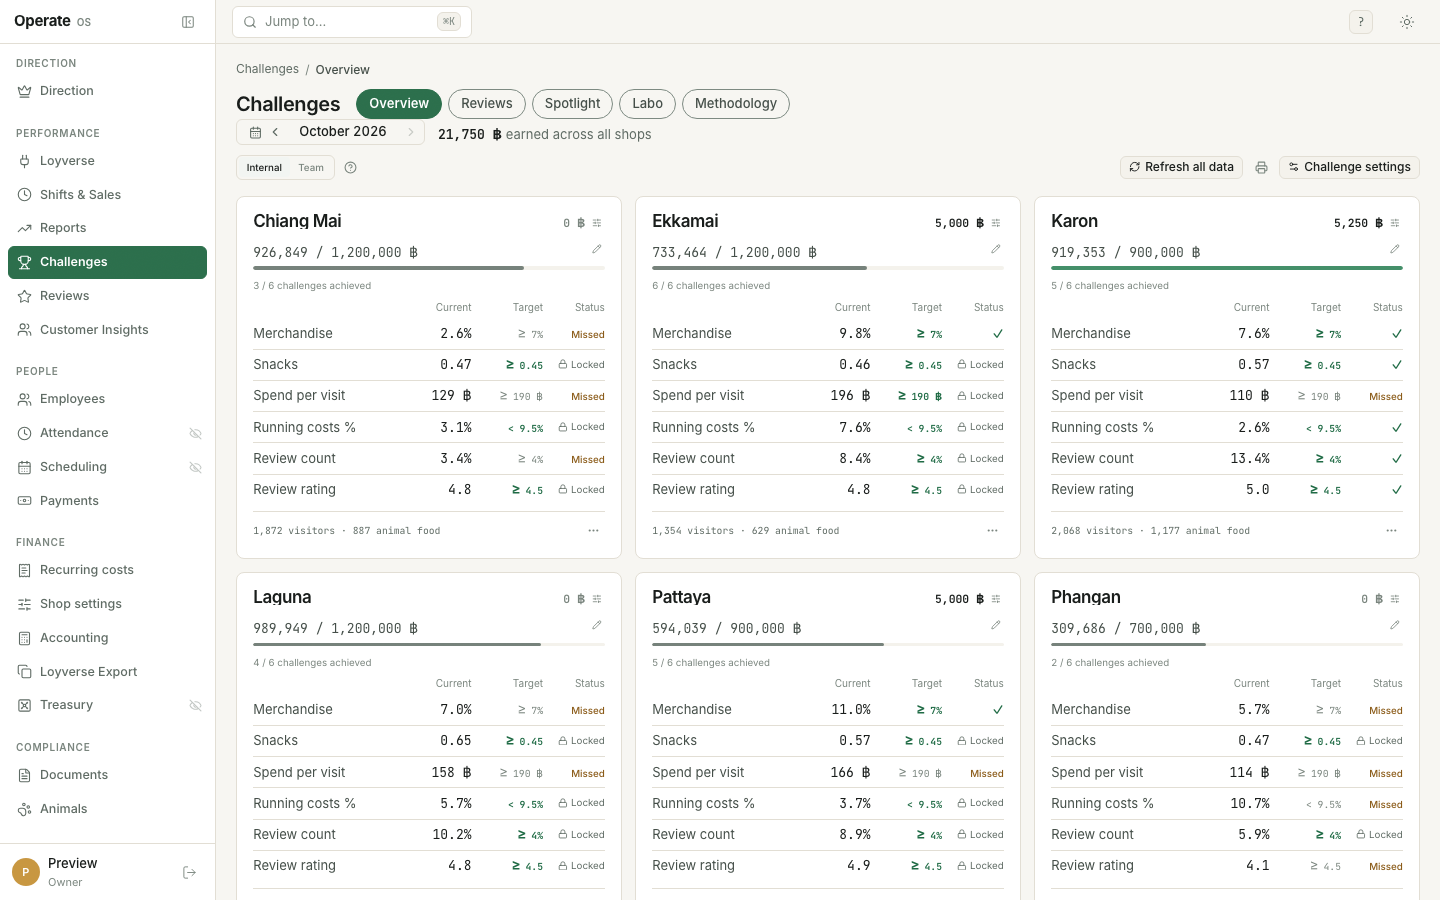 Operate OS
Jump to...
⌘K
?
DIRECTION
Direction
PERFORMANCE
Loyverse
Shifts & Sales
Reports
Challenges
Reviews
Customer Insights
PEOPLE
Employees
Attendance
Scheduling
Payments
FINANCE
Recurring costs
Shop settings
Accounting
Loyverse Export
Treasury
COMPLIANCE
Documents
Animals
P
Preview
Owner
Challenges / Overview
Challenges Overview Reviews Spotlight Labo Methodology
October 2026 21,750 ฿ earned across all shops
Internal Team
Refresh all data Challenge settings
Chiang Mai 0 ฿
926,849 / 1,200,000 ฿
3 / 6 challenges achieved
Current Target Status
Merchandise 2.6% ≥ 7% Missed
Snacks 0.47 ≥ 0.45 Locked
Spend per visit 129 ฿ ≥ 190 ฿ Missed
Running costs % 3.1% < 9.5% Locked
Review count 3.4% ≥ 4% Missed
Review rating 4.8 ≥ 4.5 Locked
1,872 visitors · 887 animal food
Ekkamai 5,000 ฿
733,464 / 1,200,000 ฿
6 / 6 challenges achieved
Current Target Status
Merchandise 9.8% ≥ 7% ✓
Snacks 0.46 ≥ 0.45 Locked
Spend per visit 196 ฿ ≥ 190 ฿ Locked
Running costs % 7.6% < 9.5% Locked
Review count 8.4% ≥ 4% Locked
Review rating 4.8 ≥ 4.5 Locked
1,354 visitors · 629 animal food
Karon 5,250 ฿
919,353 / 900,000 ฿
5 / 6 challenges achieved
Current Target Status
Merchandise 7.6% ≥ 7% ✓
Snacks 0.57 ≥ 0.45 ✓
Spend per visit 110 ฿ ≥ 190 ฿ Missed
Running costs % 2.6% < 9.5% ✓
Review count 13.4% ≥ 4% ✓
Review rating 5.0 ≥ 4.5 ✓
2,068 visitors · 1,177 animal food
Laguna 0 ฿
989,949 / 1,200,000 ฿
4 / 6 challenges achieved
Current Target Status
Merchandise 7.0% ≥ 7% Missed
Snacks 0.65 ≥ 0.45 Locked
Spend per visit 158 ฿ ≥ 190 ฿ Missed
Running costs % 5.7% < 9.5% Locked
Review count 10.2% ≥ 4% Locked
Review rating 4.8 ≥ 4.5 Locked
Pattaya 5,000 ฿
594,039 / 900,000 ฿
5 / 6 challenges achieved
Current Target Status
Merchandise 11.0% ≥ 7% ✓
Snacks 0.57 ≥ 0.45 Locked
Spend per visit 166 ฿ ≥ 190 ฿ Missed
Running costs % 3.7% < 9.5% Locked
Review count 8.9% ≥ 4% Locked
Review rating 4.9 ≥ 4.5 Locked
Phangan 0 ฿
309,686 / 700,000 ฿
2 / 6 challenges achieved
Current Target Status
Merchandise 5.7% ≥ 7% Missed
Snacks 0.47 ≥ 0.45 Locked
Spend per visit 114 ฿ ≥ 190 ฿ Missed
Running costs % 10.7% < 9.5% Missed
Review count 5.9% ≥ 4% Locked
Review rating 4.1 ≥ 4.5 Missed